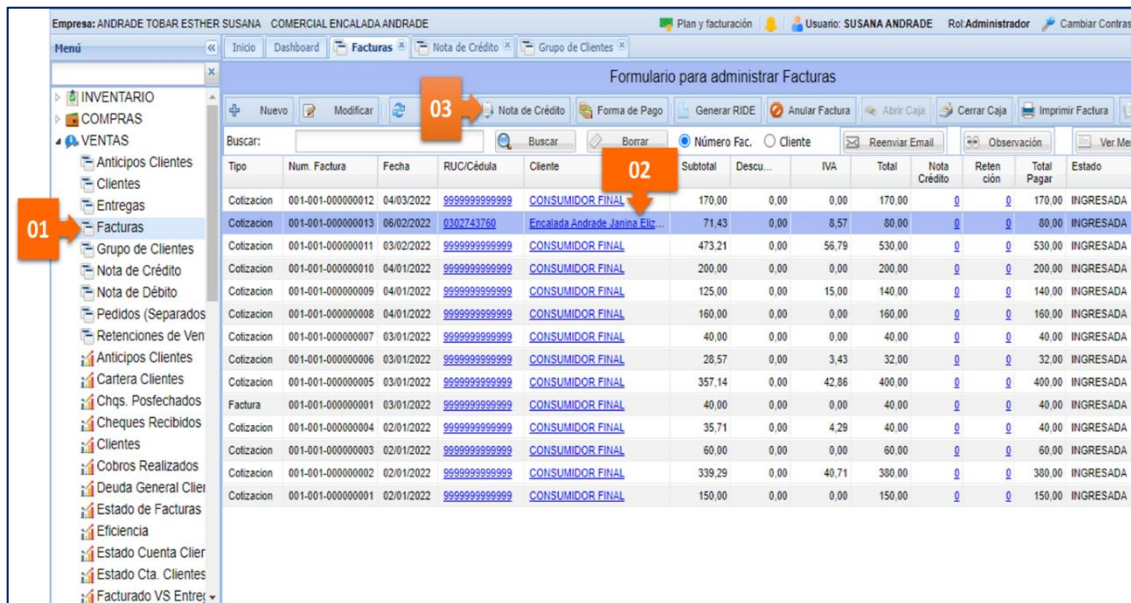 Empresa: ANDRADE TOBAR ESTHER SUSANA COMERCIAL ENCALADA ANDRADE Plan y facturación Usuario: SUSANA ANDRADE Rol:Administrador Cambiar Contras
Menú « Inicio Dashboard Facturas Nota de Crédito Grupo de Clientes
Formulario para administrar Facturas
Nuevo Modificar 03 Nota de Crédito Forma de Pago Generar RIDE Anular Factura Abrir Caja Cerrar Caja Imprimir Factura
Buscar: Buscar Borrar Número Fac. Cliente Reenviar Email Observación Ver Me
Tipo Num. Factura Fecha RUC/Cédula Cliente 02 Subtotal Descu... IVA Total Nota Crédito Reten ción Total Pagar Estado
Cotizacion 001-001-000000012 04/03/2022 9999999999999 CONSUMIDOR FINAL 170,00 0,00 0,00 170,00 0 0 170,00 INGRESADA
Cotizacion 001-001-000000013 06/02/2022 0302743760 Encalada Andrade Janina Eliz... 71,43 0,00 8,57 80,00 0 0 80,00 INGRESADA
Cotizacion 001-001-000000011 03/02/2022 9999999999999 CONSUMIDOR FINAL 473,21 0,00 56,79 530,00 0 0 530,00 INGRESADA
Cotizacion 001-001-000000010 04/01/2022 9999999999999 CONSUMIDOR FINAL 200,00 0,00 0,00 200,00 0 0 200,00 INGRESADA
Cotizacion 001-001-000000009 04/01/2022 9999999999999 CONSUMIDOR FINAL 125,00 0,00 15,00 140,00 0 0 140,00 INGRESADA
Cotizacion 001-001-000000008 04/01/2022 9999999999999 CONSUMIDOR FINAL 160,00 0,00 0,00 160,00 0 0 160,00 INGRESADA
Cotizacion 001-001-000000007 03/01/2022 9999999999999 CONSUMIDOR FINAL 40,00 0,00 0,00 40,00 0 0 40,00 INGRESADA
Cotizacion 001-001-000000006 03/01/2022 9999999999999 CONSUMIDOR FINAL 28,57 0,00 3,43 32,00 0 0 32,00 INGRESADA
Cotizacion 001-001-000000005 03/01/2022 9999999999999 CONSUMIDOR FINAL 357,14 0,00 42,86 400,00 0 0 400,00 INGRESADA
Factura 001-001-000000001 03/01/2022 9999999999999 CONSUMIDOR FINAL 40,00 0,00 0,00 40,00 0 0 40,00 INGRESADA
Cotizacion 001-001-000000004 02/01/2022 9999999999999 CONSUMIDOR FINAL 35,71 0,00 4,29 40,00 0 0 40,00 INGRESADA
Cotizacion 001-001-000000003 02/01/2022 9999999999999 CONSUMIDOR FINAL 60,00 0,00 0,00 60,00 0 0 60,00 INGRESADA
Cotizacion 001-001-000000002 02/01/2022 9999999999999 CONSUMIDOR FINAL 339,29 0,00 40,71 380,00 0 0 380,00 INGRESADA
Cotizacion 001-001-000000001 02/01/2022 9999999999999 CONSUMIDOR FINAL 150,00 0,00 0,00 150,00 0 0 150,00 INGRESADA
INVENTARIO
COMPRAS
VENTAS
Anticipos Clientes
Clientes
Entregas
01 Facturas
Grupo de Clientes
Nota de Crédito
Nota de Débito
Pedidos (Separados
Retenciones de Ven
Anticipos Clientes
Cartera Clientes
Chqs. Posfechados
Cheques Recibidos
Clientes
Cobros Realizados
Deuda General Clien
Estado de Facturas
Eficiencia
Estado Cuenta Clier
Estado Cta. Clientes
Facturado VS Entreg